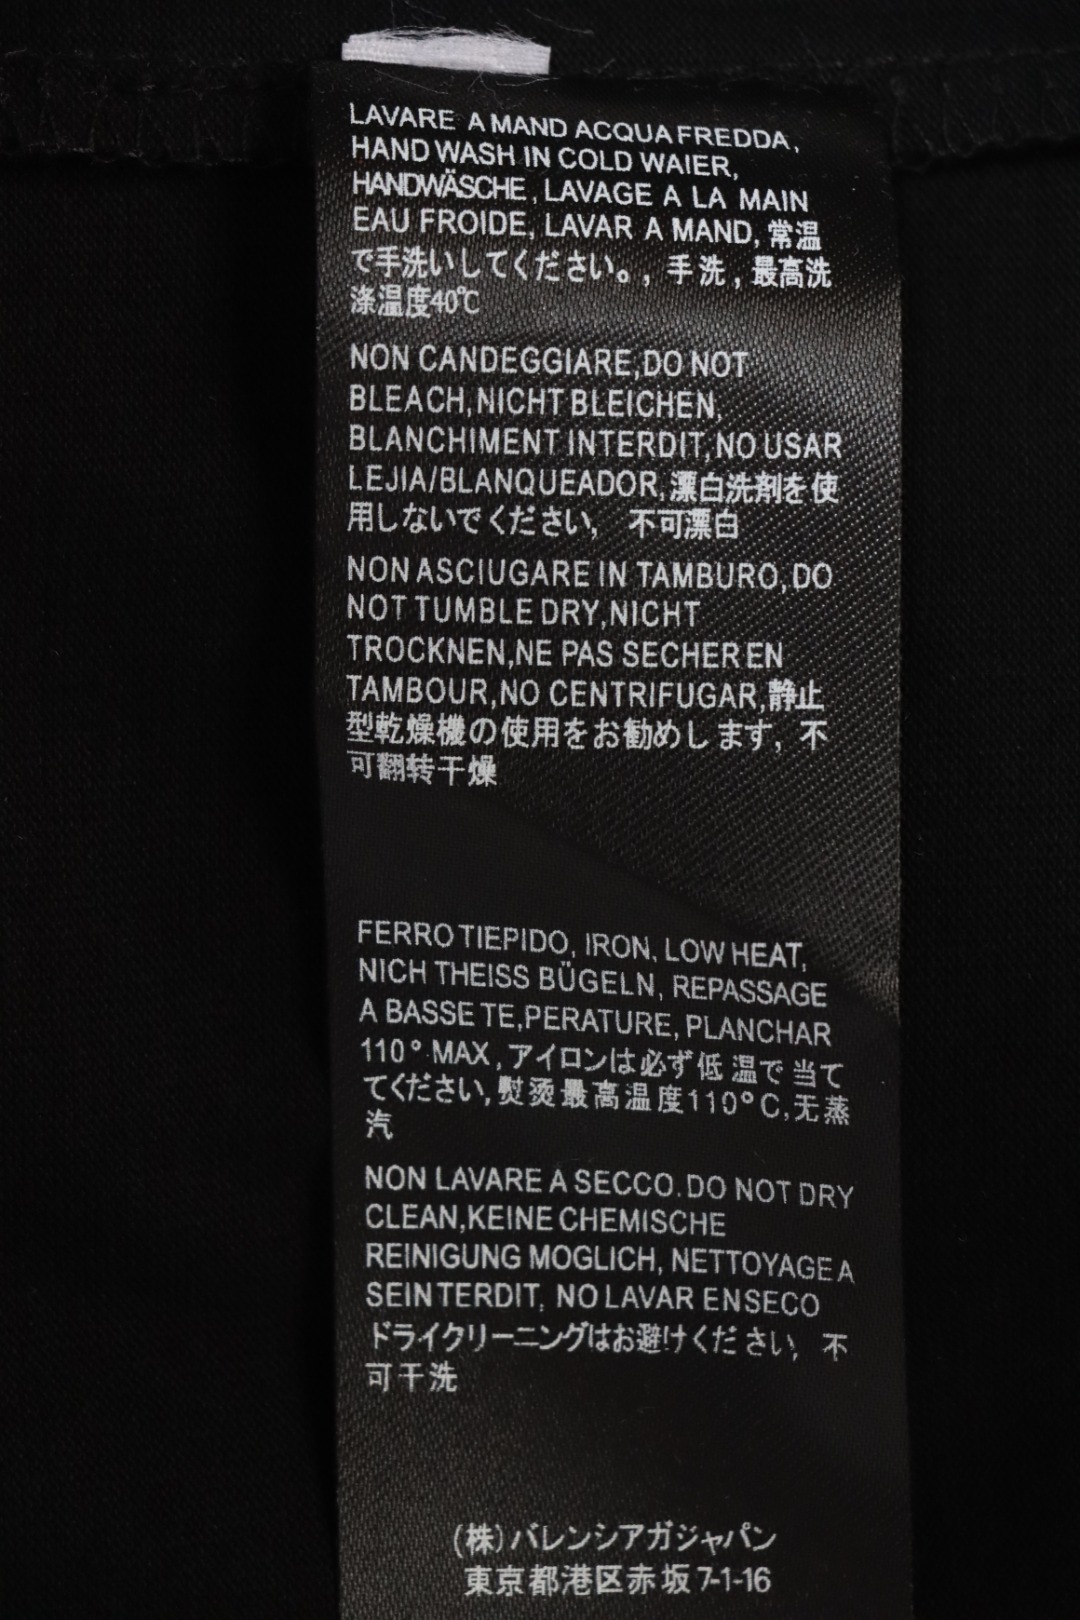 LAVARE A MAND ACQUA FREDDA,
HAND WASH IN COLD WAIER,
HANDWÄSCHE, LAVAGE A LA MAIN
EAU FROIDE, LAVAR A MAND, 常温
で手洗いしてください。, 手洗, 最高洗
涤温度40℃
NON CANDEGGIARE,DO NOT
BLEACH,NICHT BLEICHEN,
BLANCHIMENT INTERDIT,NO USAR
LEJIA/BLANQUEADOR,漂白洗剤を使
用しないでください, 不可漂白
NON ASCIUGARE IN TAMBURO,DO
NOT TUMBLE DRY,NICHT
TROCKNEN,NE PAS SECHER EN
TAMBOUR,NO CENTRIFUGAR,静止
型乾燥機の使用をお勧めします, 不
可翻转干燥
FERRO TIEPIDO, IRON, LOW HEAT,
NICH THEISS BÜGELN, REPASSAGE
A BASSE TE,PERATURE, PLANCHAR
110° MAX, アイロンは必ず低温で当て
てください,熨烫最高温度110°C,无蒸
汽
NON LAVARE A SECCO.DO NOT DRY
CLEAN,KEINE CHEMISCHE
REINIGUNG MOGLICH, NETTOYAGE A
SEINTERDIT, NO LAVAR EN SECO
ドライクリーニングはお避けください, 不
可干洗
(株)バレンシアガジャパン
東京都港区赤坂7-1-16